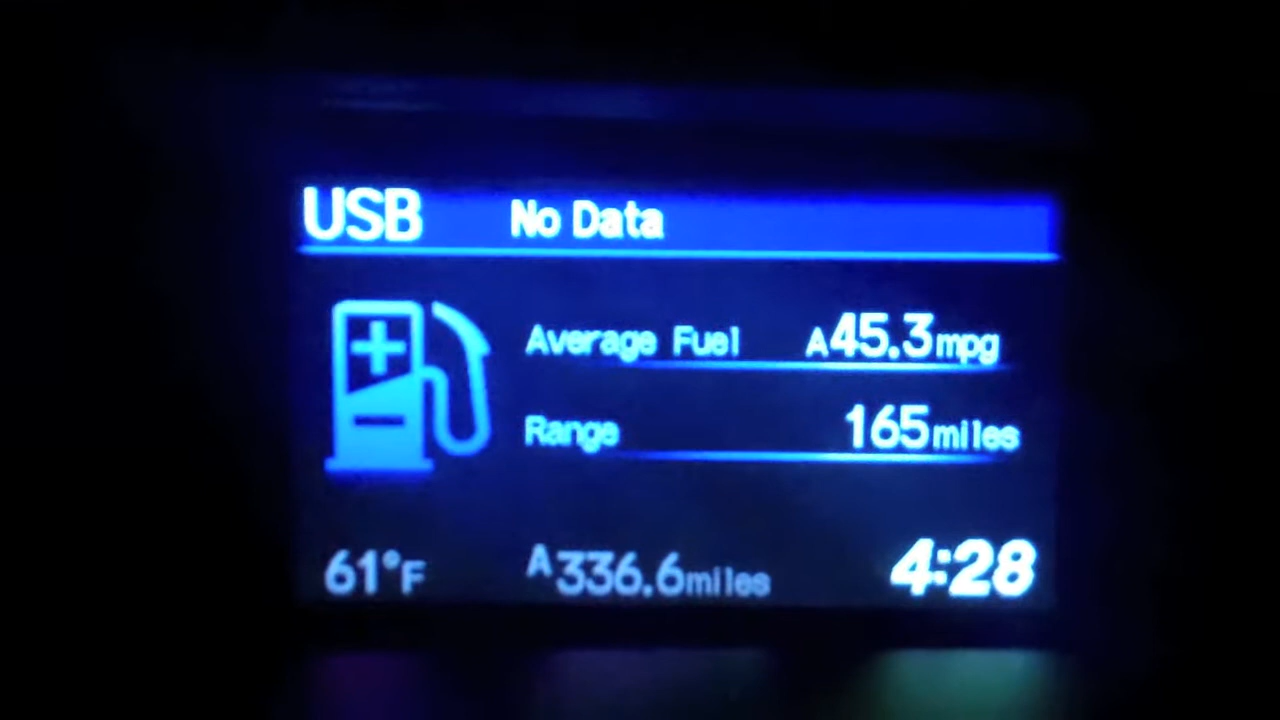 USB No Data
Average Fuel A45.3mpg
Range 165miles
61°F A336.6miles 4:28